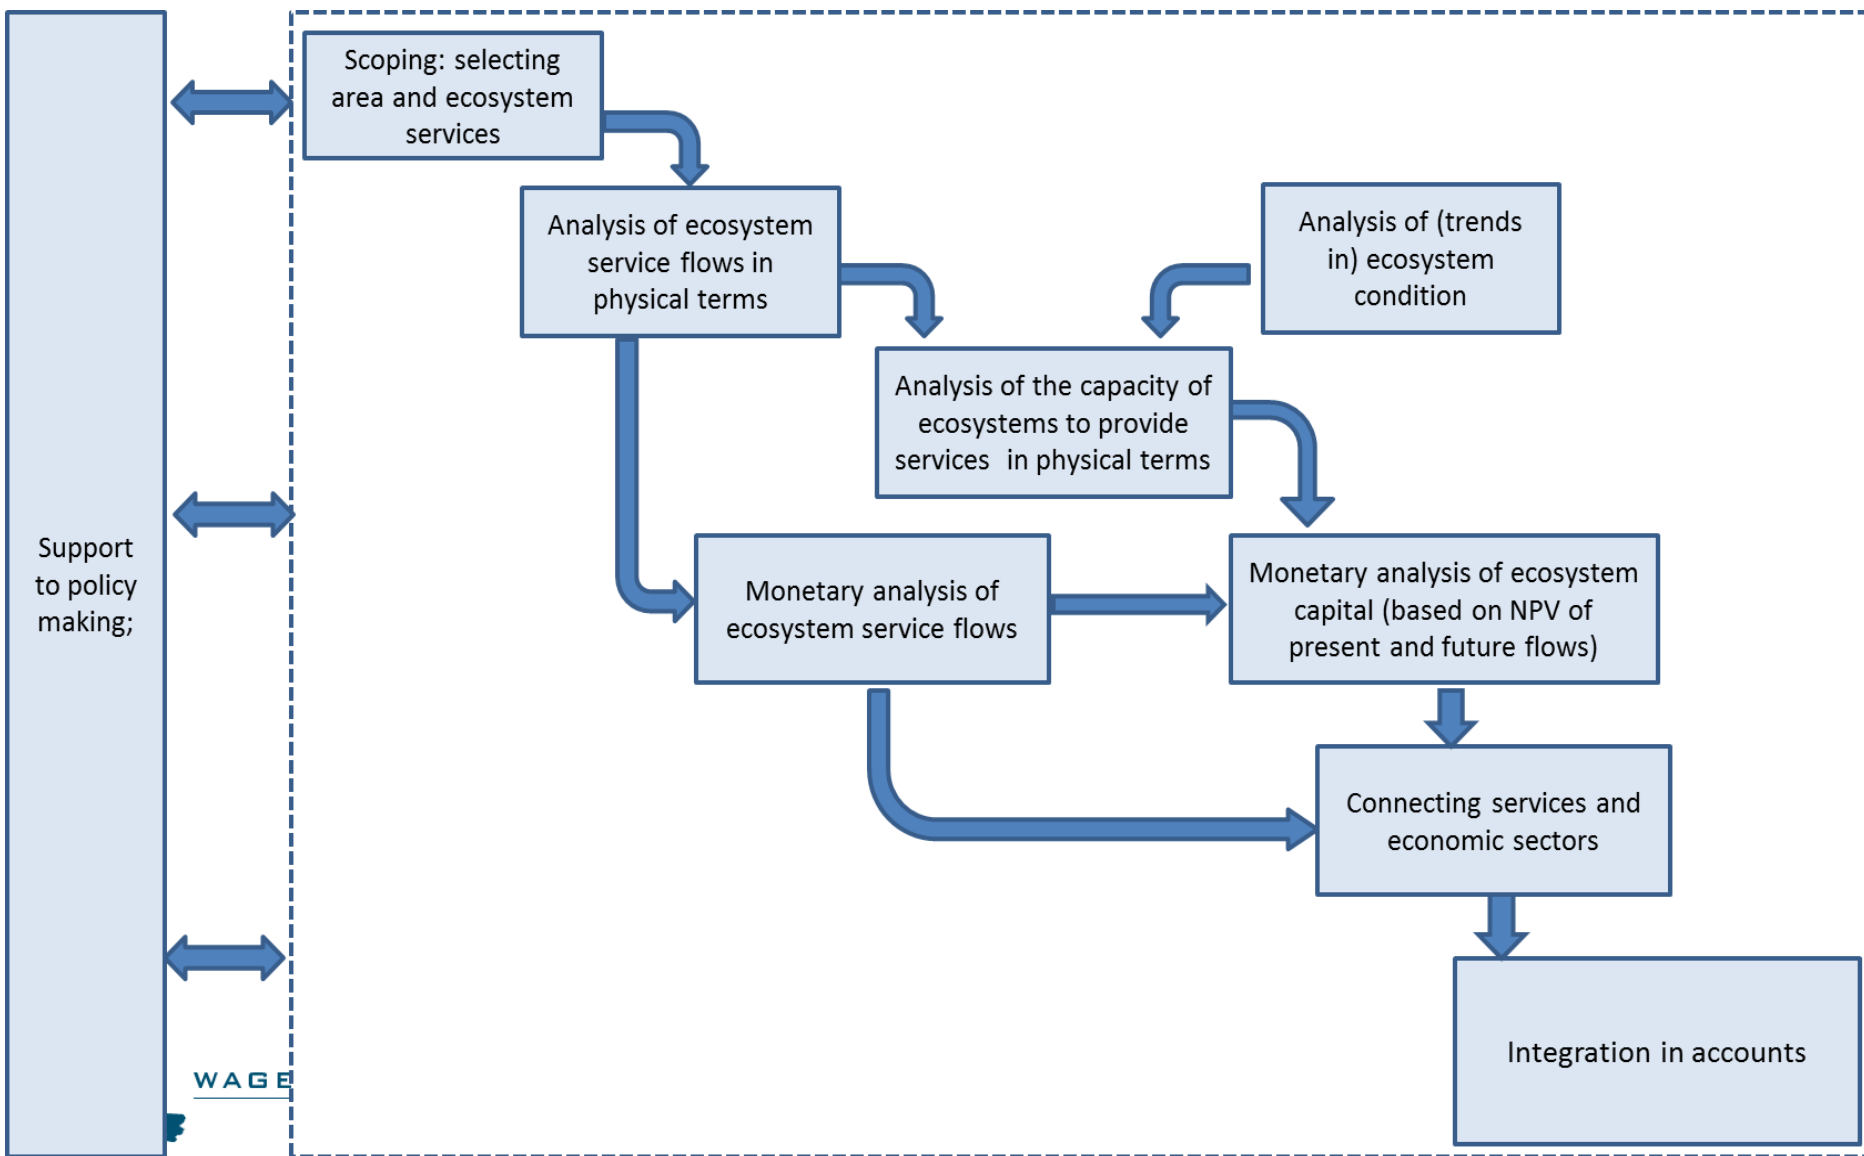 Scoping: selecting
area and ecosystem
services
Analysis of ecosystem
service flows in
physical terms
Analysis of (trends
in) ecosystem
condition
Analysis of the capacity of
ecosystems to provide
services in physical terms
Support
to policy
making;
Monetary analysis of
ecosystem service flows
Monetary analysis of ecosystem
capital (based on NPV of
present and future flows)
Connecting services and
economic sectors
Integration in accounts
WAGE